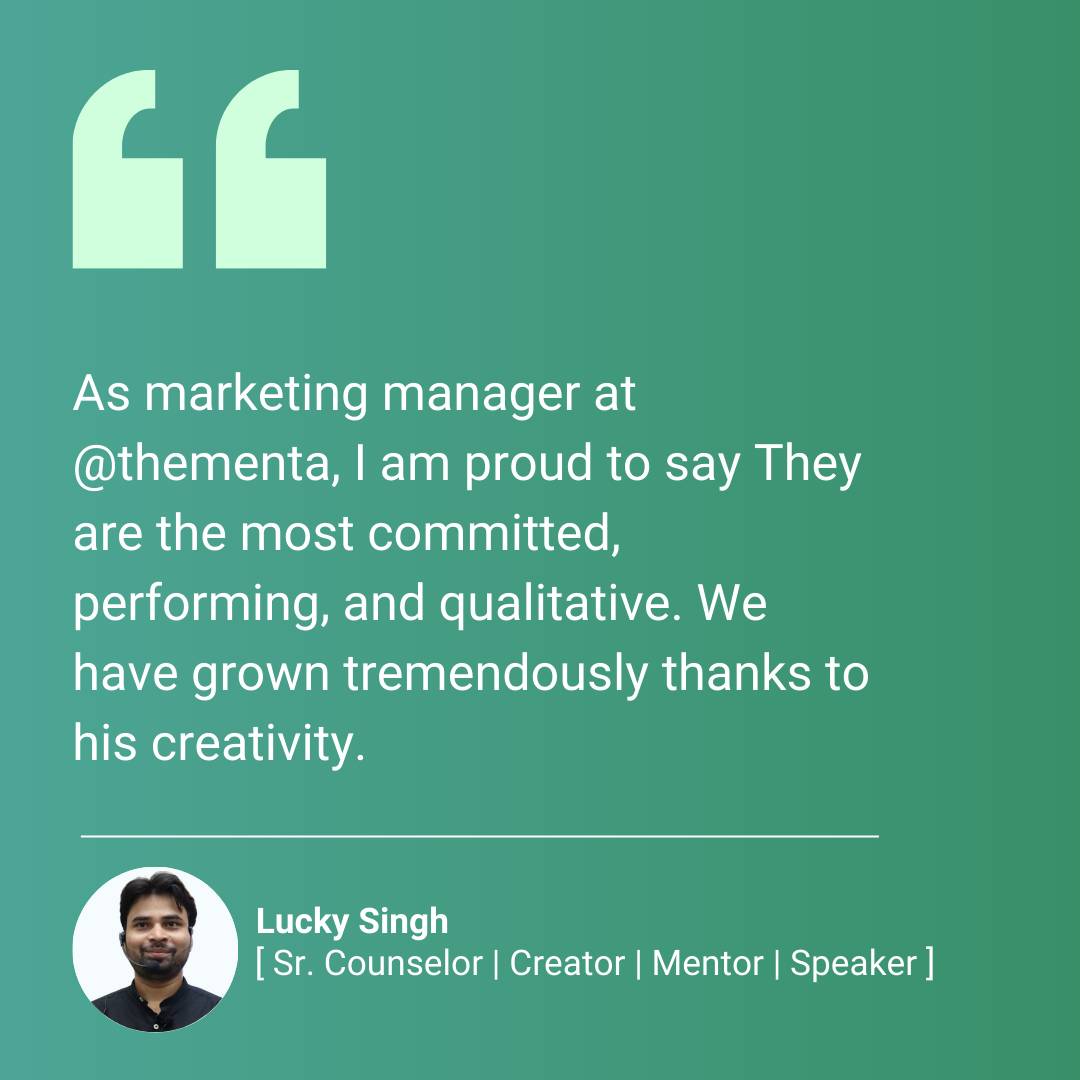 “
As marketing manager at
@thementa, I am proud to say They
are the most committed,
performing, and qualitative. We
have grown tremendously thanks to
his creativity.
Lucky Singh
[ Sr. Counselor | Creator | Mentor | Speaker ]